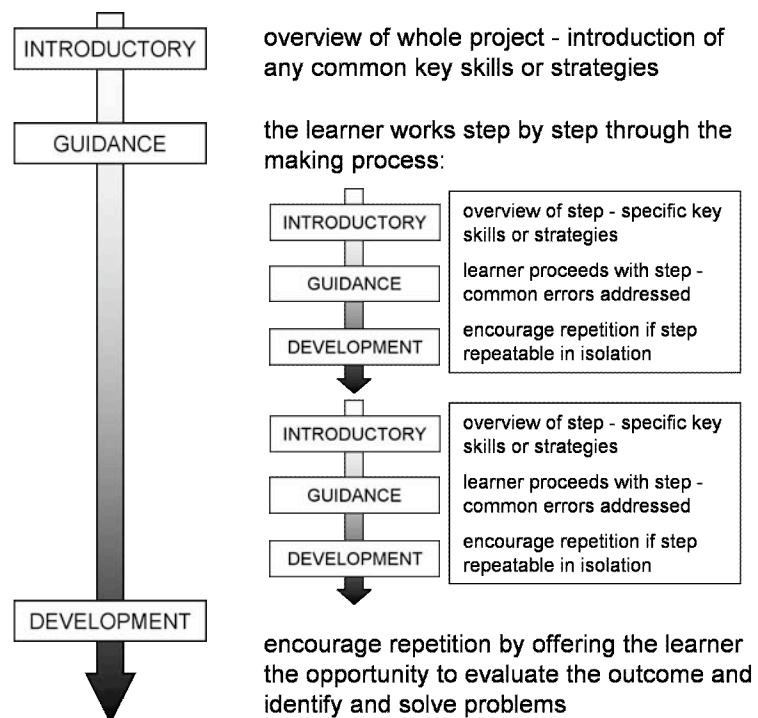 INTRODUCTORY
overview of whole project - introduction of
any common key skills or strategies
GUIDANCE
the learner works step by step through the
making process:
INTRODUCTORY
overview of step - specific key
skills or strategies
GUIDANCE
learner proceeds with step -
common errors addressed
DEVELOPMENT
encourage repetition if step
repeatable in isolation
INTRODUCTORY
overview of step - specific key
skills or strategies
GUIDANCE
learner proceeds with step -
common errors addressed
DEVELOPMENT
encourage repetition if step
repeatable in isolation
DEVELOPMENT
encourage repetition by offering the learner
the opportunity to evaluate the outcome and
identify and solve problems